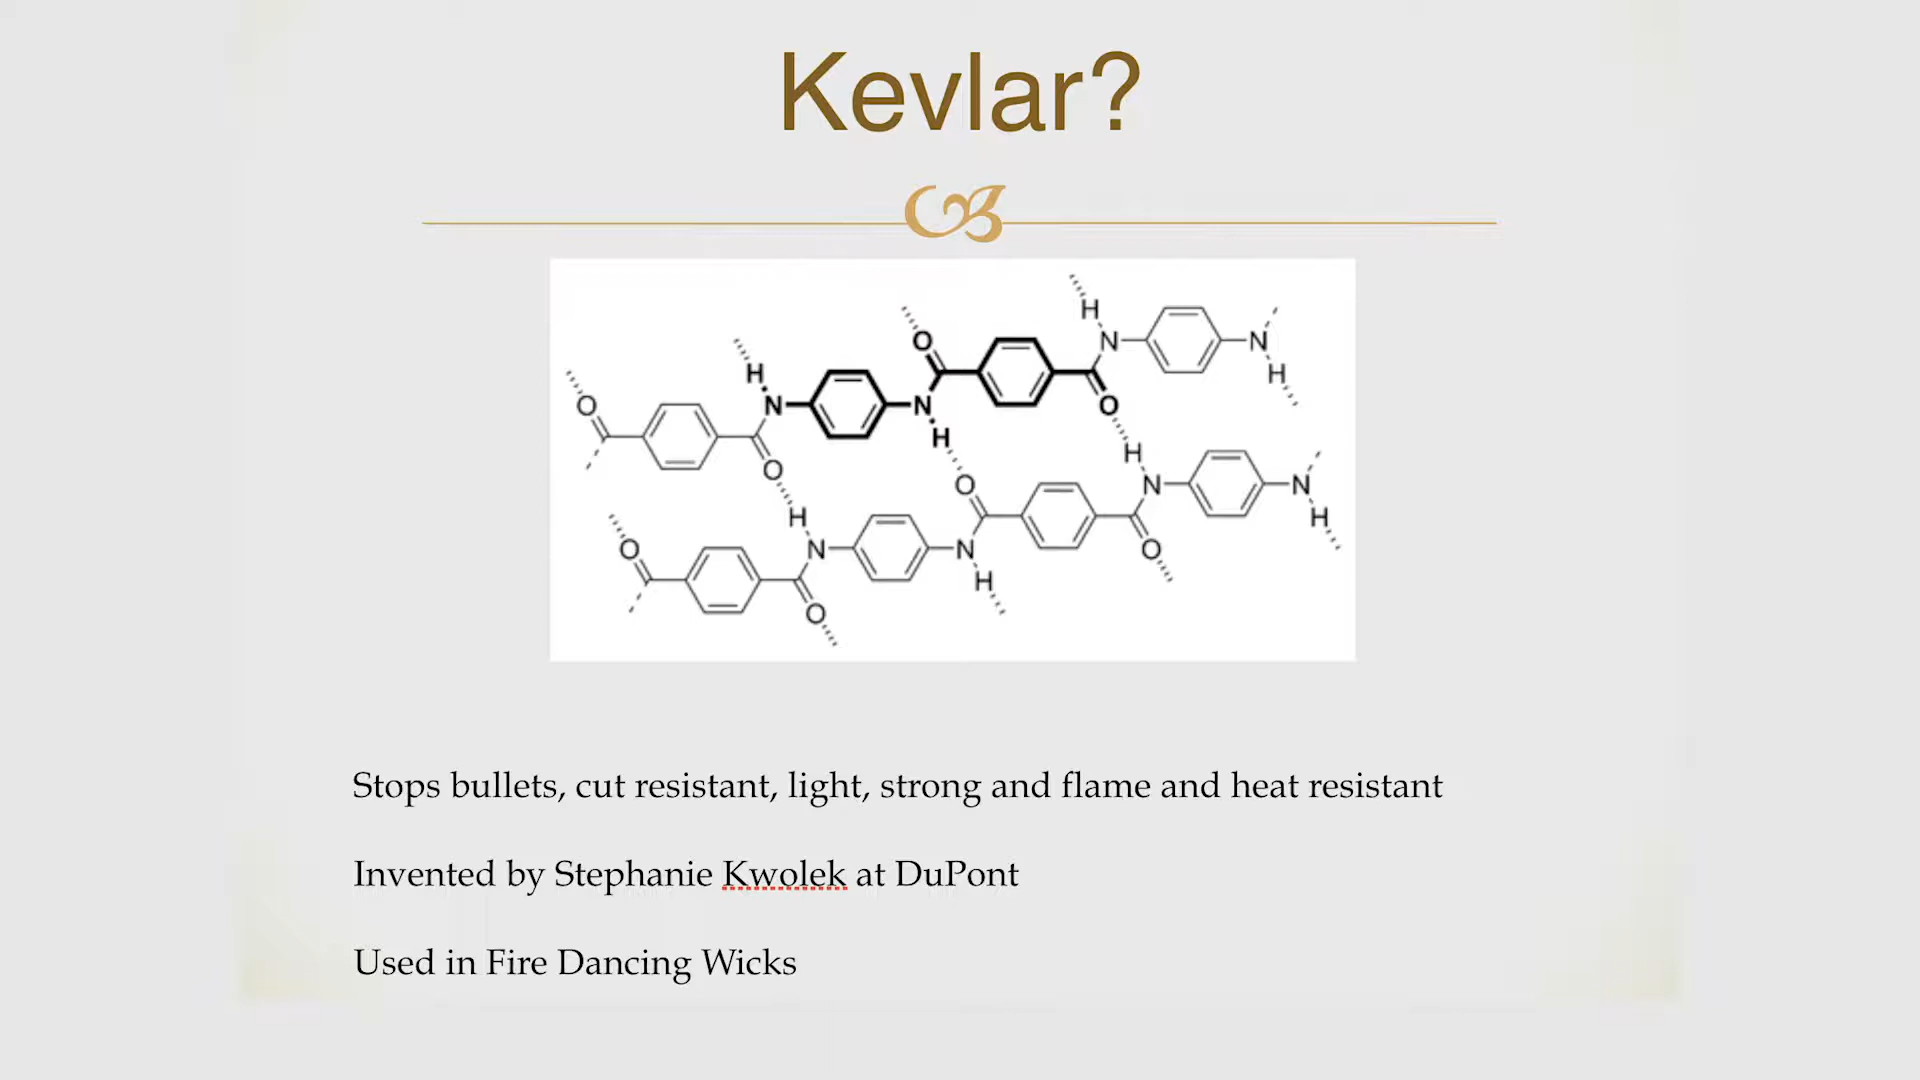 Kevlar?
H
H
O
N
N
O
H
O
N
N
O
H
H
H
O
O
N
N
H
O
N
N
H
O
H
O
Stops bullets, cut resistant, light, strong and flame and heat resistant
Invented by Stephanie Kwolek at DuPont
Used in Fire Dancing Wicks